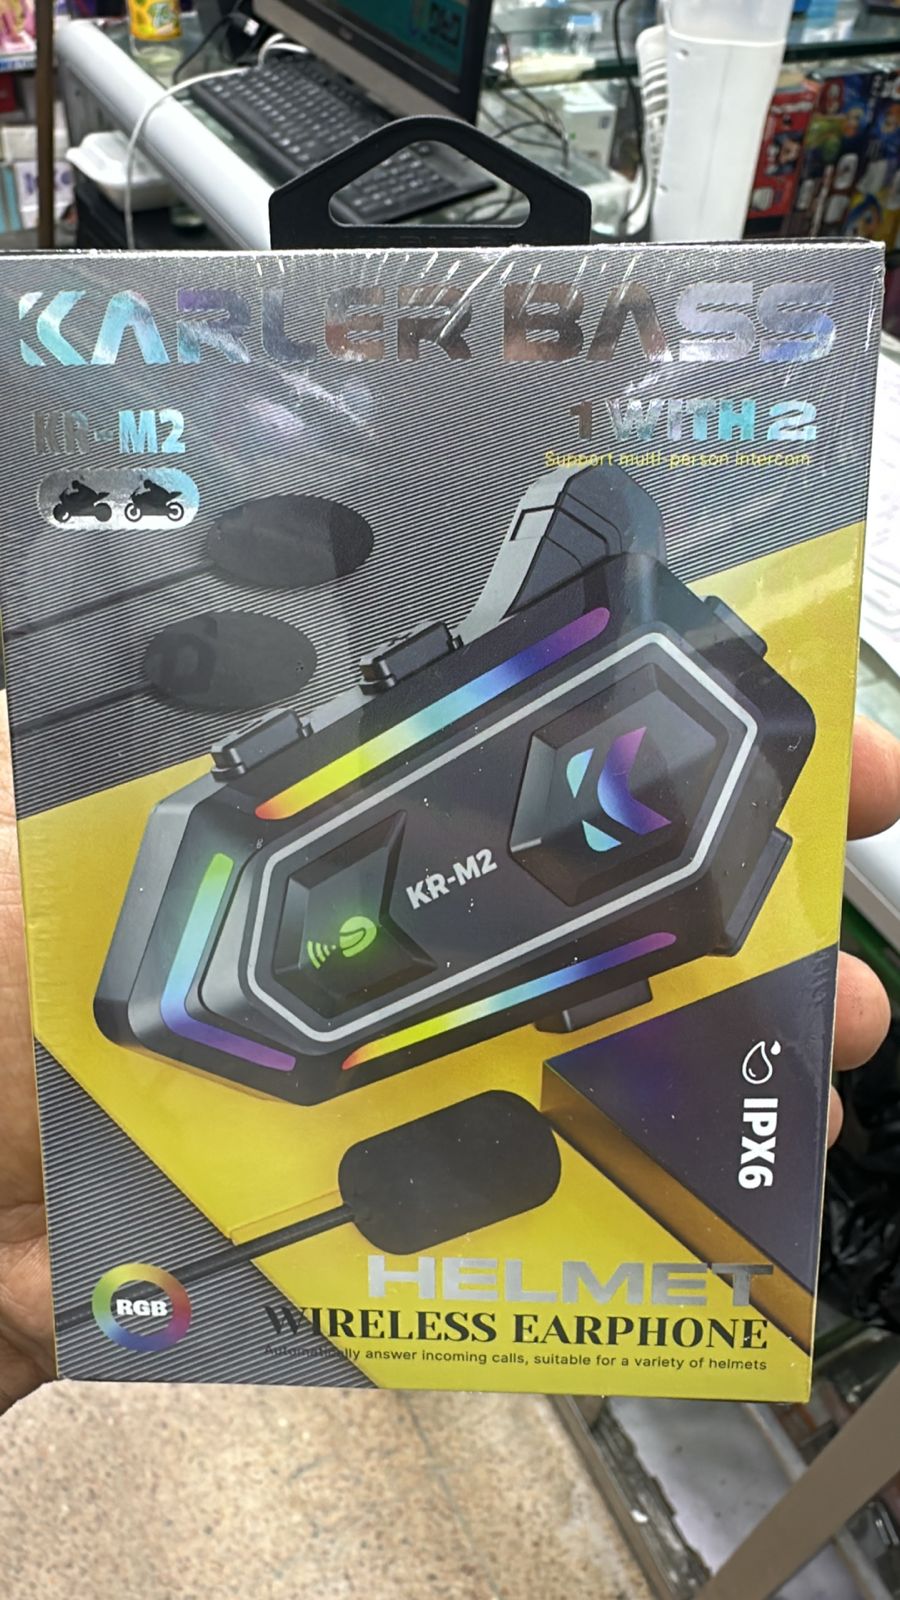 KARLER BASS
KR-M2
1 WITH 2
Support multi-person intercom
KR-M2
IPX6
HELMET
RGB
WIRELESS EARPHONE
Automatically answer incoming calls, suitable for a variety of helmets